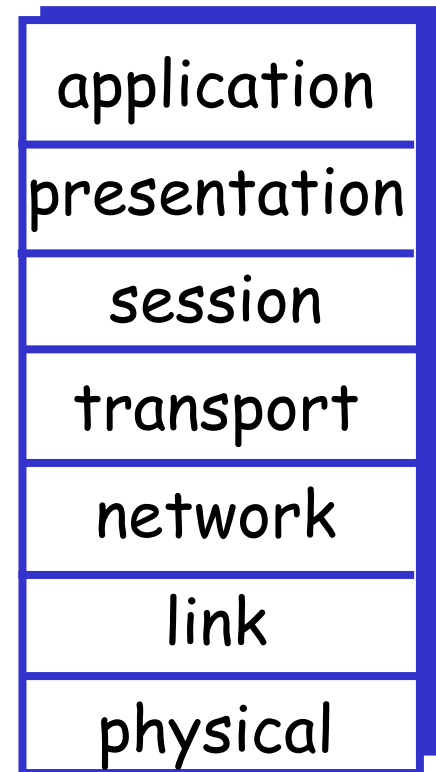 application
presentation
session
transport
network
link
physical